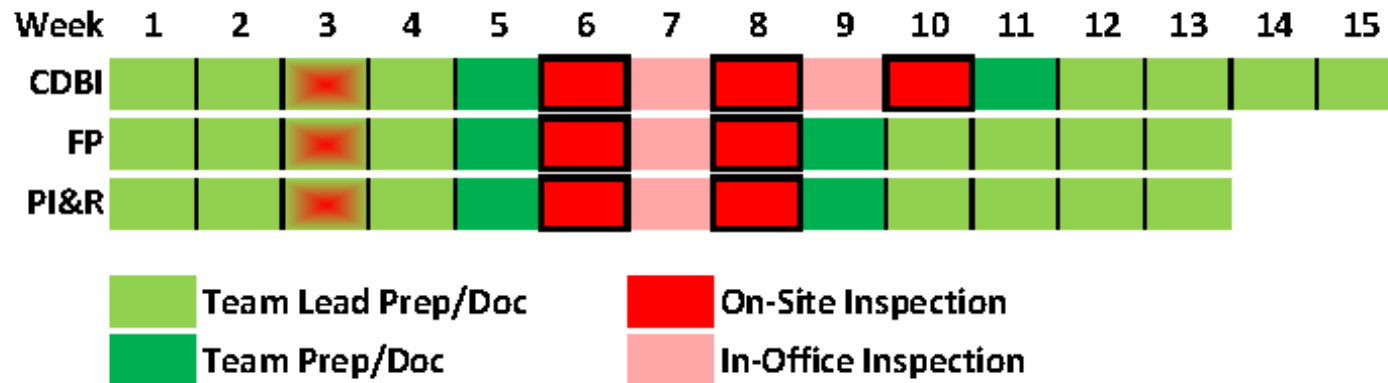 Week 1 2 3 4 5 6 7 8 9 10 11 12 13 14 15
CDBI
FP
PI&R
Team Lead Prep/Doc On-Site Inspection
Team Prep/Doc In-Office Inspection